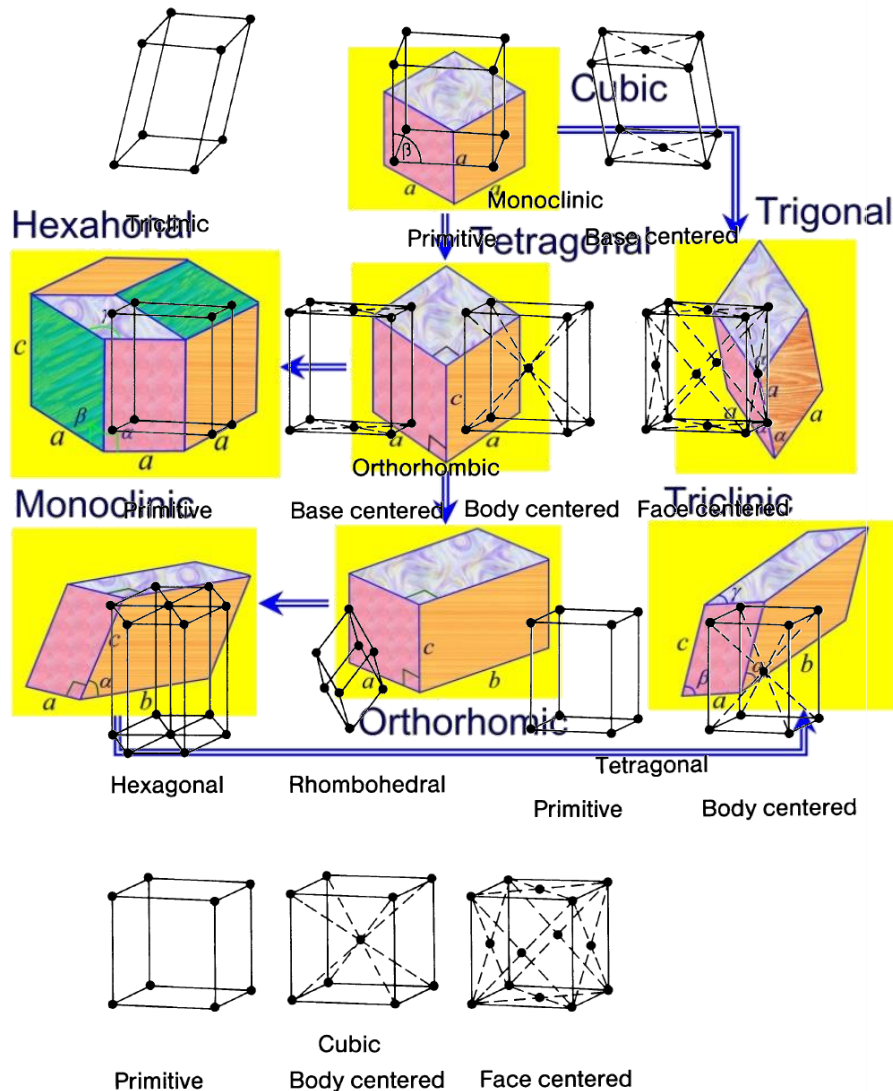 Cubic
β
a
a
a
Monoclinic
Hexahonal
Triclinic
Primitive
Tetragonal
Base centered
Trigonal
γ
c
c
α
a
a
β
α
a
a
a
a
a
α
α
Orthorhombic
Monoclinic
Primitive
Base centered
Body centered
Face centered
Triclinic
γ
c
c
c
α
β
α
a
b
a
b
a
b
Orthorhomic
Hexagonal
Rhombohedral
Tetragonal
Primitive
Body centered
Cubic
Primitive
Body centered
Face centered